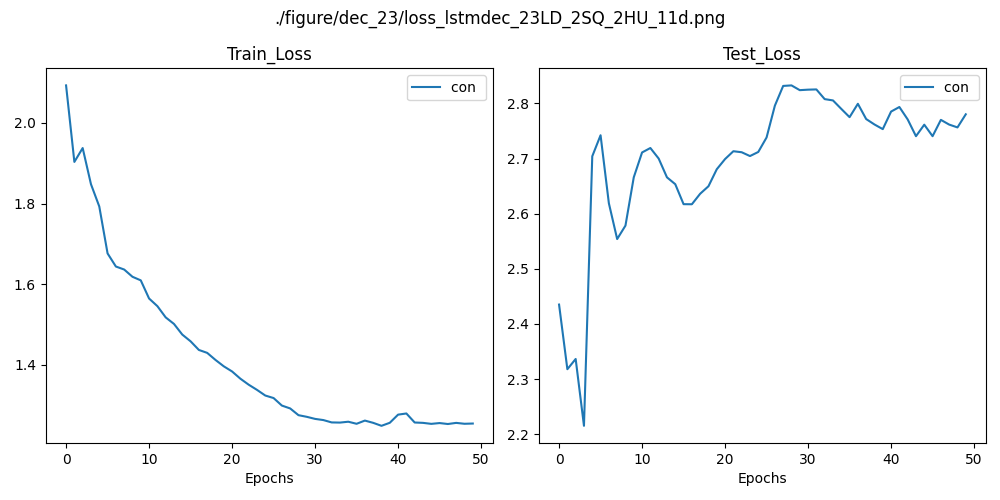 ./figure/dec_23/loss_lstmdec_23LD_2SQ_2HU_11d.png
Train_Loss
con
2.0
1.8
1.6
1.4
0 10 20 30 40 50
Epochs
Test_Loss
con
2.8
2.7
2.6
2.5
2.4
2.3
2.2
0 10 20 30 40 50
Epochs